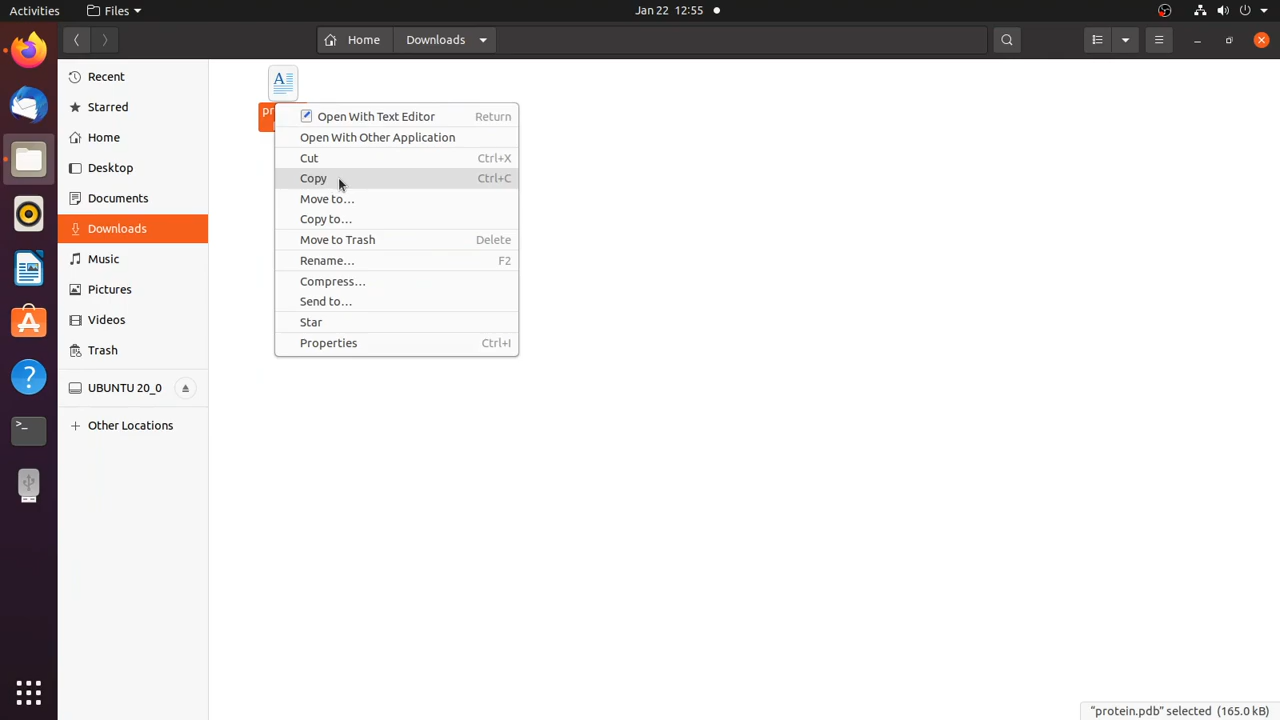 Activities
Files
Jan 22 12:55
Home
Downloads
Recent
Starred
Home
Desktop
Documents
Downloads
Music
Pictures
Videos
Trash
UBUNTU 20_0
Other Locations
Open With Text Editor Return
Open With Other Application
Cut Ctrl+X
Copy Ctrl+C
Move to…
Copy to…
Move to Trash Delete
Rename… F2
Compress…
Send to…
Star
Properties Ctrl+I
"protein.pdb" selected (165.0 kB)